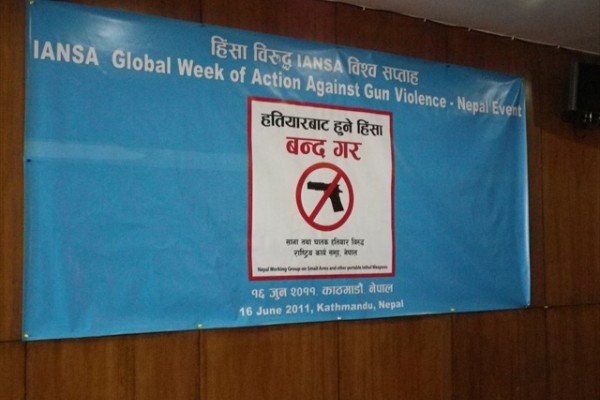 हिंसा विरूद्ध IANSA विश्व सप्ताह
IANSA Global Week of Action Against Gun Violence - Nepal Event
हतियारबाट हुने हिंसा
बन्द गर
साना तथा घातक हतियार विरूद्ध
राष्ट्रिय कार्य समूह, नेपाल
Nepal Working Group on Small Arms and other portable lethal Weapons
१६ जुन २०११. काठमाडौं, नेपाल
16 June 2011, Kathmandu, Nepal